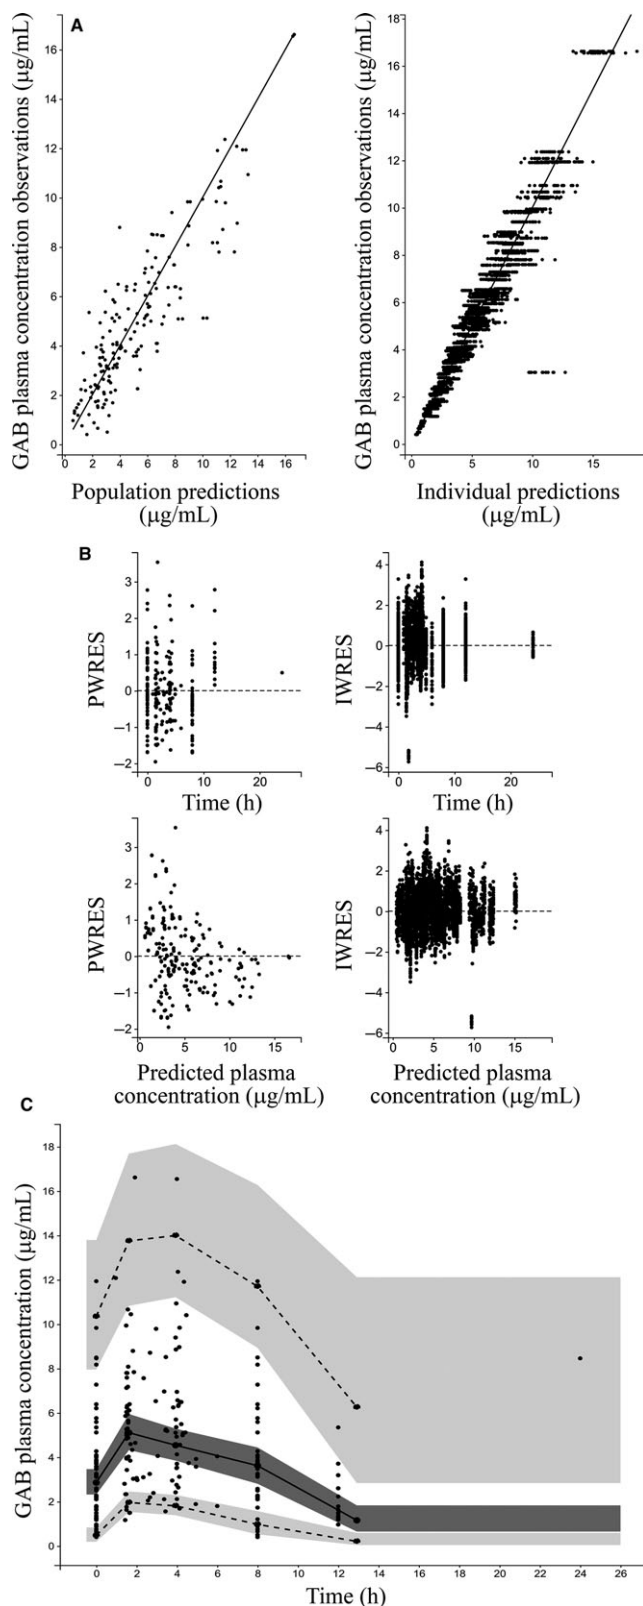 A
GAB plasma concentration observations (µg/mL)
16
14
12
10
8
6
4
2
0
0 2 4 6 8 10 12 14 16
Population predictions
(µg/mL)
GAB plasma concentration observations (µg/mL)
18
16
14
12
10
8
6
4
2
0
0 5 10 15
Individual predictions
(µg/mL)
B
PWRES
3
2
1
0
−1
−2
0 10 20
Time (h)
IWRES
4
2
0
−2
−4
−6
0 10 20
Time (h)
PWRES
4
3
2
1
0
−1
−2
0 5 10 15
Predicted plasma
concentration (µg/mL)
IWRES
4
2
0
−2
−4
−6
0 5 10 15
Predicted plasma
concentration (µg/mL)
C
GAB plasma concentration (µg/mL)
18
16
14
12
10
8
6
4
2
0
0 2 4 6 8 10 12 14 16 18 20 22 24 26
Time (h)